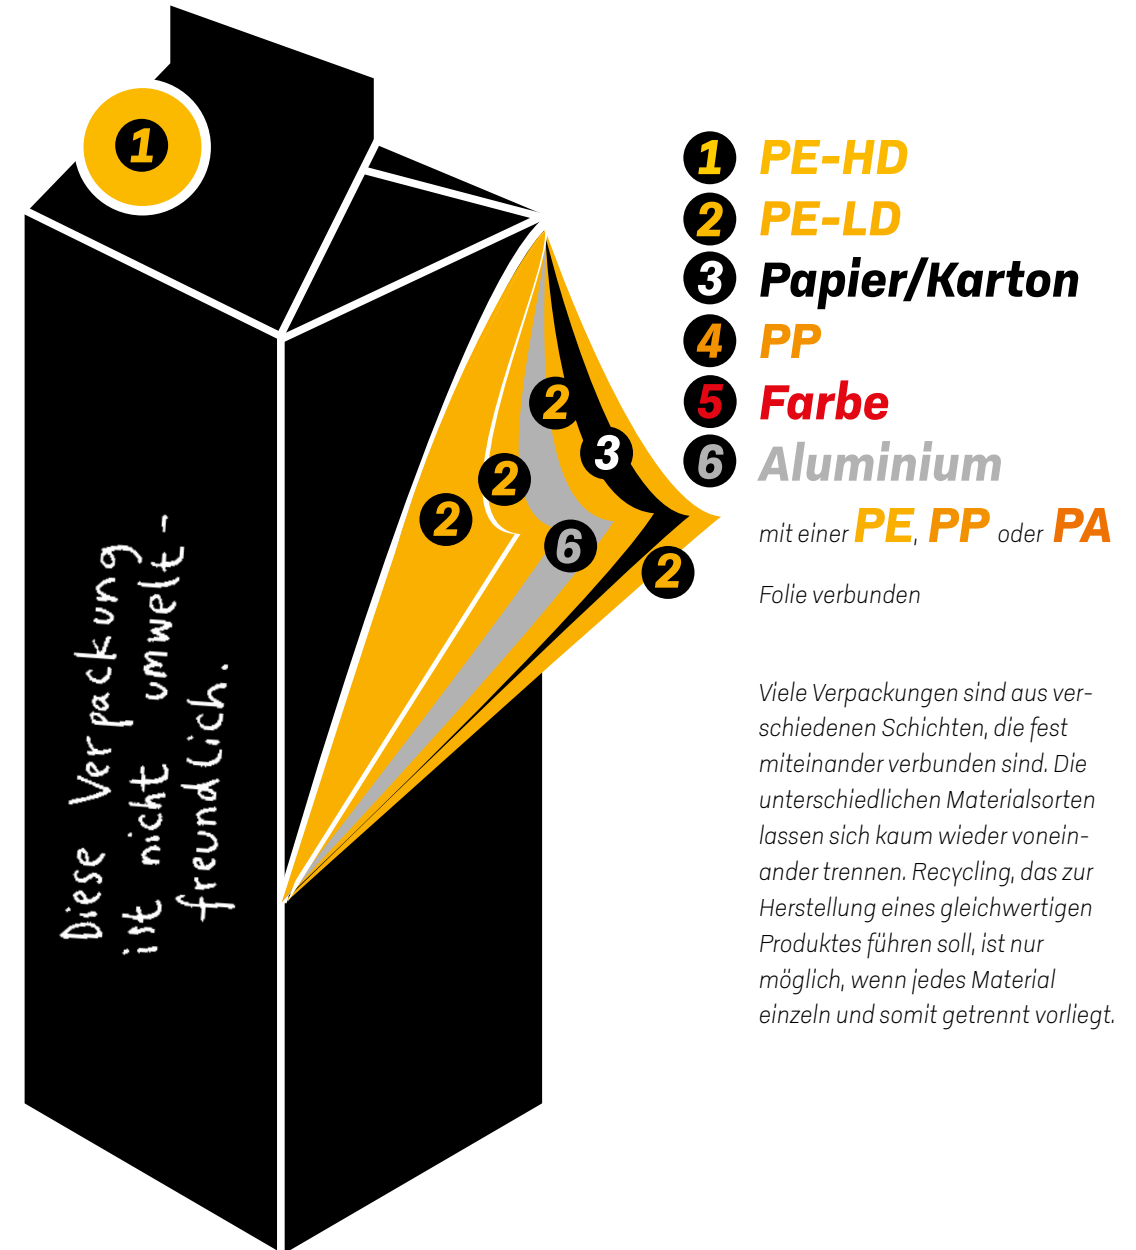 1
1 PE-HD
2 PE-LD
3 Papier/Karton
4 PP
5 Farbe
6 Aluminium
mit einer PE, PP oder PA
Folie verbunden
2
3
2
2
6
2
Diese Verpackung
ist nicht umwelt-
freundlich.
Viele Verpackungen sind aus ver-
schiedenen Schichten, die fest
miteinander verbunden sind. Die
unterschiedlichen Materialsorten
lassen sich kaum wieder vonein-
ander trennen. Recycling, das zur
Herstellung eines gleichwertigen
Produktes führen soll, ist nur
möglich, wenn jedes Material
einzeln und somit getrennt vorliegt.